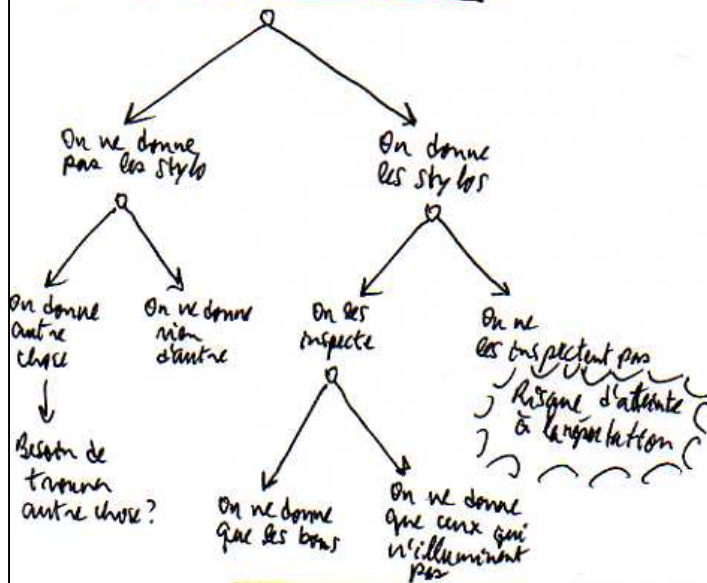 On ne donne
pas les stylo
On donne
les stylos
On donne
autre
chose
On ne donne
rien
d'autre
On les
inspecte
On ne
les inspectent pas
Risque d'atteinte
à la réputation
Besoin de
trouver
autre chose?
On ne donne
que les bons
On ne donne
que ceux qui
n'illuminent
pas